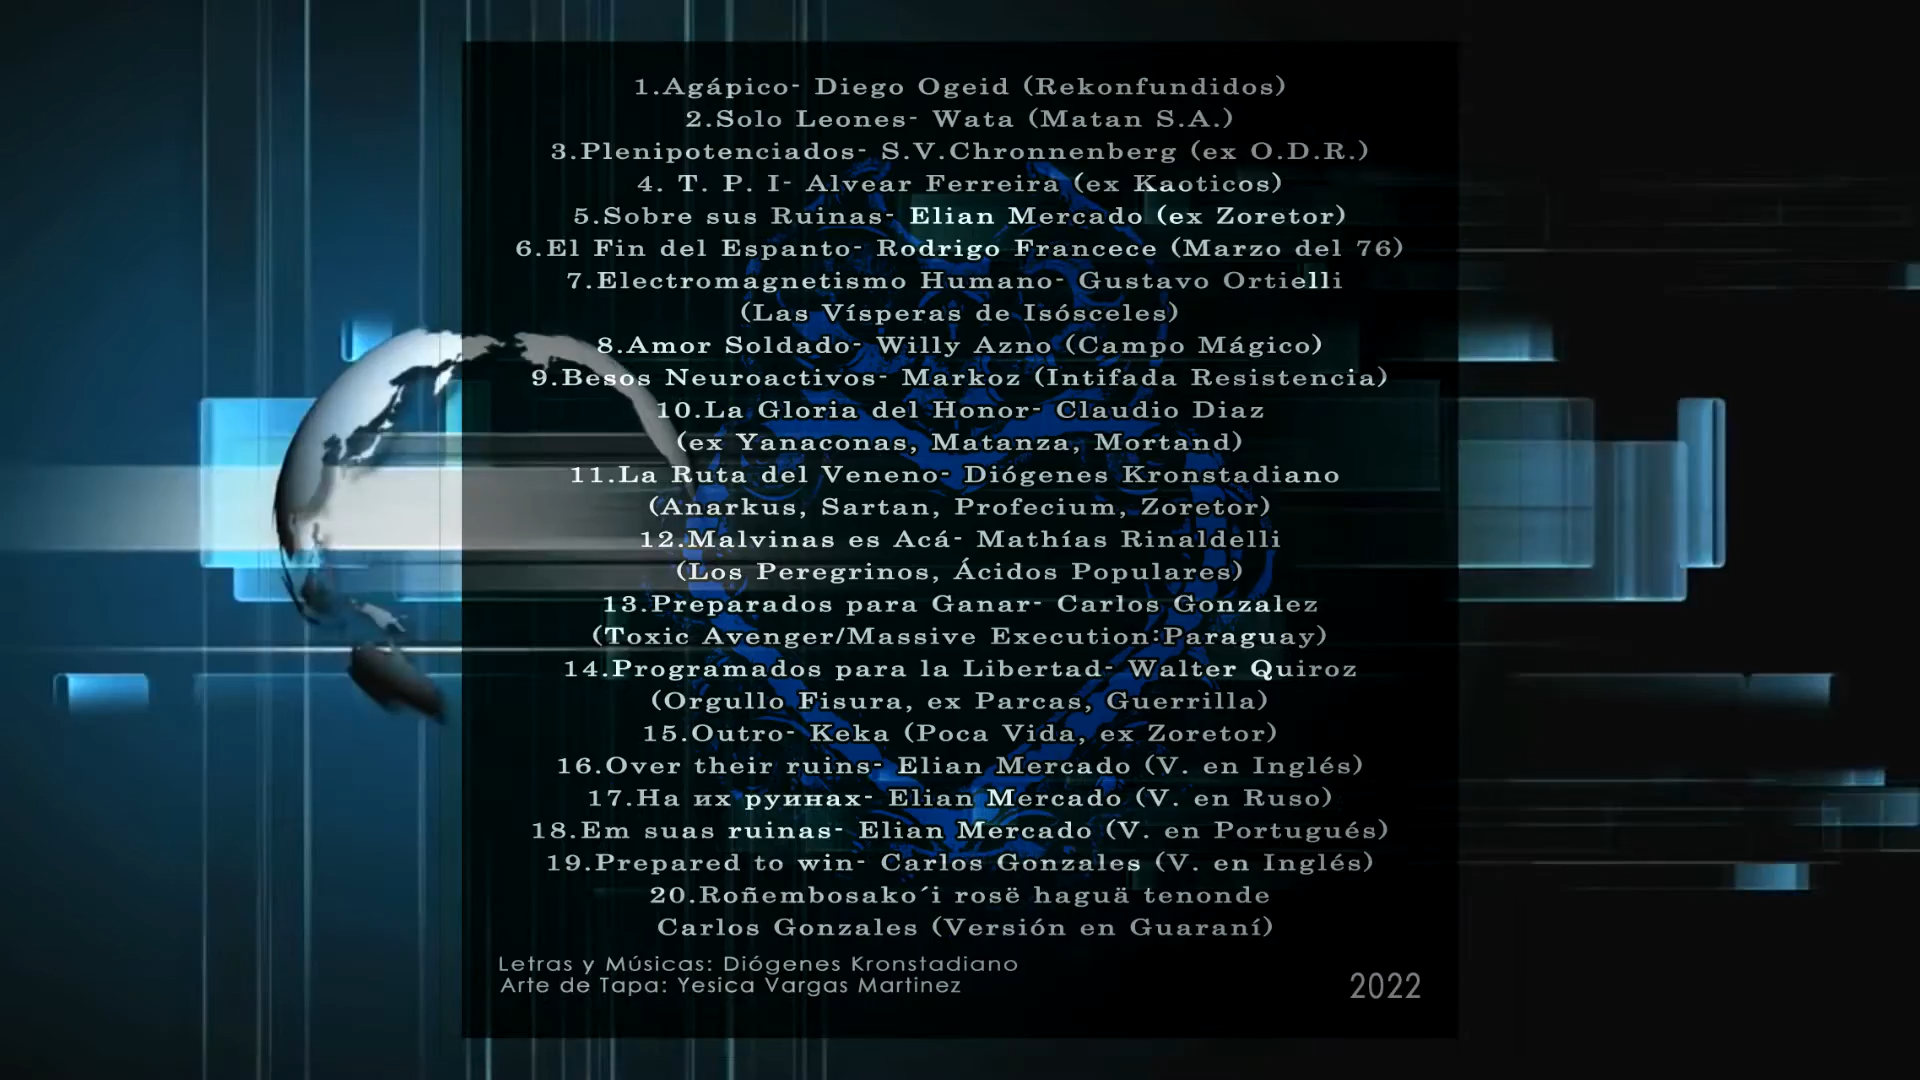 1.Agápico- Diego Ogeid (Rekonfundidos)
2.Solo Leones- Wata (Matan S.A.)
3.Plenipotenciados- S.V.Chronnenberg (ex O.D.R.)
4. T. P. I- Alvear Ferreira (ex Kaoticos)
5.Sobre sus Ruinas- Elian Mercado (ex Zoretor)
6.El Fin del Espanto- Rodrigo Francece (Marzo del 76)
7.Electromagnetismo Humano- Gustavo Ortielli
(Las Vísperas de Isósceles)
8.Amor Soldado- Willy Azno (Campo Mágico)
9.Besos Neuroactivos- Markoz (Intifada Resistencia)
10.La Gloria del Honor- Claudio Diaz
(ex Yanaconas, Matanza, Mortand)
11.La Ruta del Veneno- Diógenes Kronstadiano
(Anarkus, Sartan, Profecium, Zoretor)
12.Malvinas es Acá- Mathías Rinaldelli
(Los Peregrinos, Ácidos Populares)
13.Preparados para Ganar- Carlos Gonzalez
(Toxic Avenger/Massive Execution:Paraguay)
14.Programados para la Libertad- Walter Quiroz
(Orgullo Fisura, ex Parcas, Guerrilla)
15.Outro- Keka (Poca Vida, ex Zoretor)
16.Over their ruins- Elian Mercado (V. en Inglés)
17.На их руинах- Elian Mercado (V. en Ruso)
18.Em suas ruinas- Elian Mercado (V. en Portugués)
19.Prepared to win- Carlos Gonzales (V. en Inglés)
20.Roñembosako´i rosë haguä tenonde
Carlos Gonzales (Versión en Guaraní)
Letras y Músicas: Diógenes Kronstadiano
Arte de Tapa: Yesica Vargas Martinez
2022